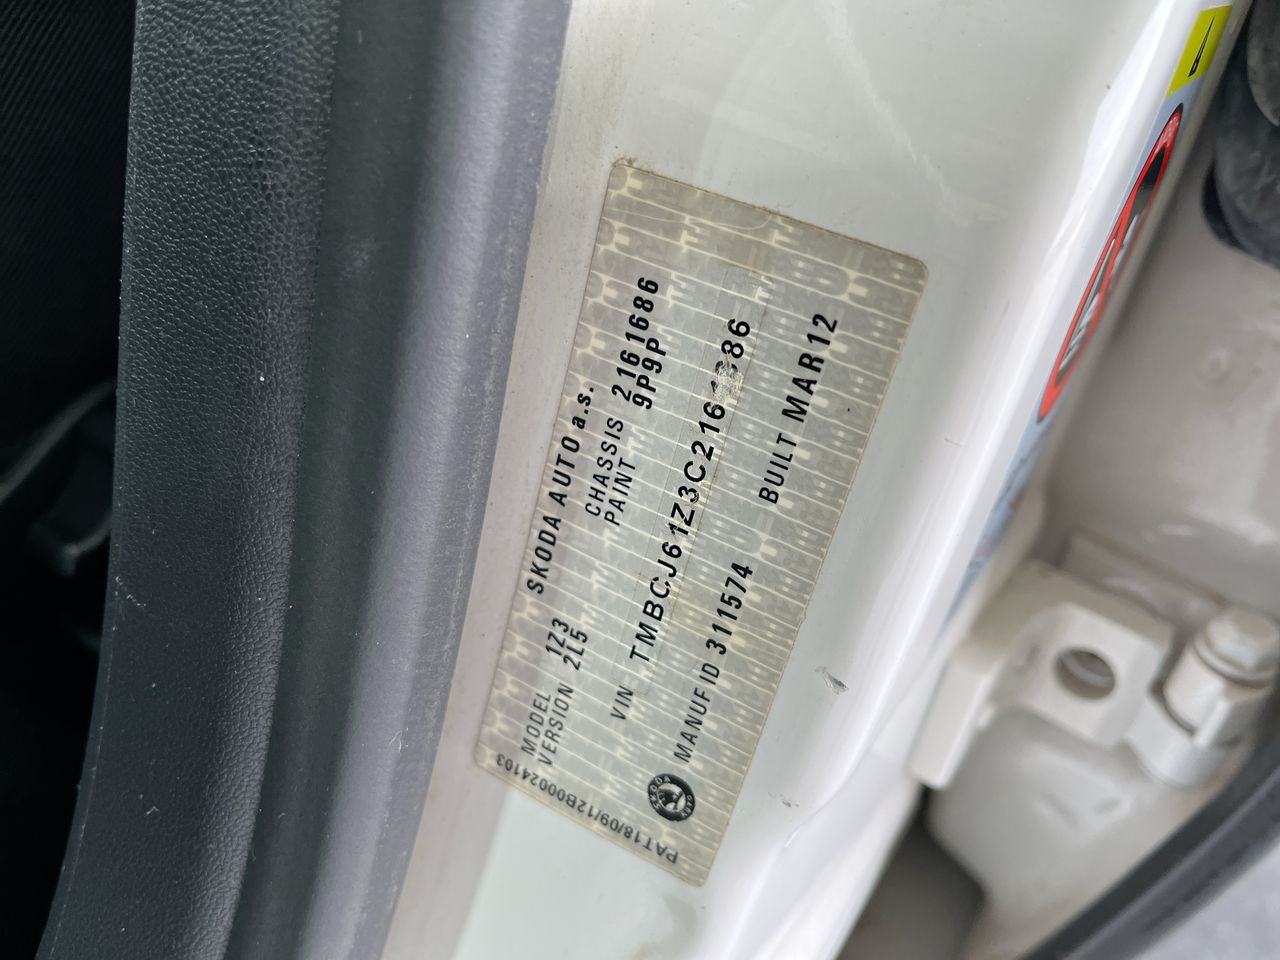 SKODA AUTO a.s.
MODEL 1Z3 CHASSIS 2161686
VERSION 2L5 PAINT 9P9P
VIN TMBCJ61Z3C2161686
MANUF ID 311574 BUILT MAR12
PAT18/09/12B00024103